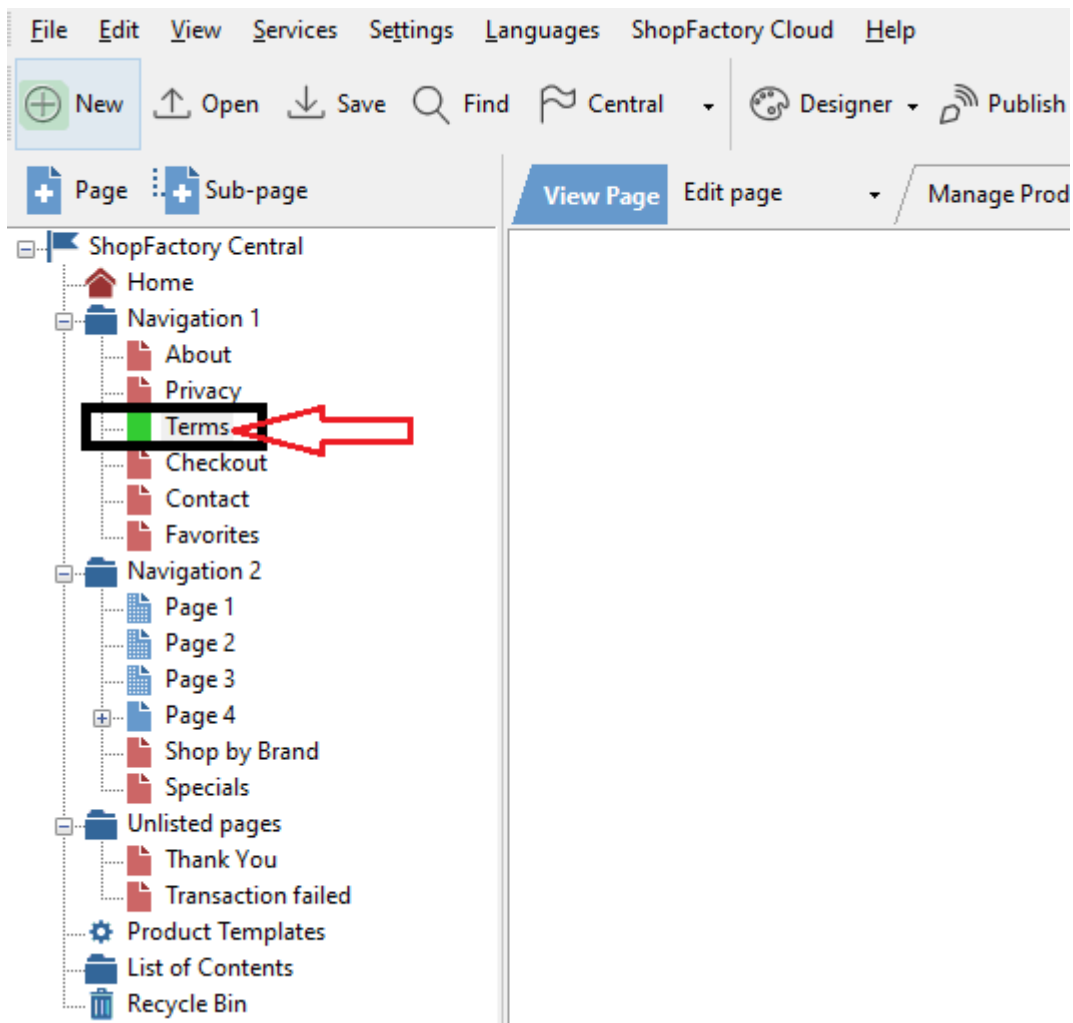 File Edit View Services Settings Languages ShopFactory Cloud Help
New Open Save Find Central Designer Publish
Page Sub-page View Page Edit page Manage Prod
ShopFactory Central
Home
Navigation 1
About
Privacy
Terms
Checkout
Contact
Favorites
Navigation 2
Page 1
Page 2
Page 3
Page 4
Shop by Brand
Specials
Unlisted pages
Thank You
Transaction failed
Product Templates
List of Contents
Recycle Bin